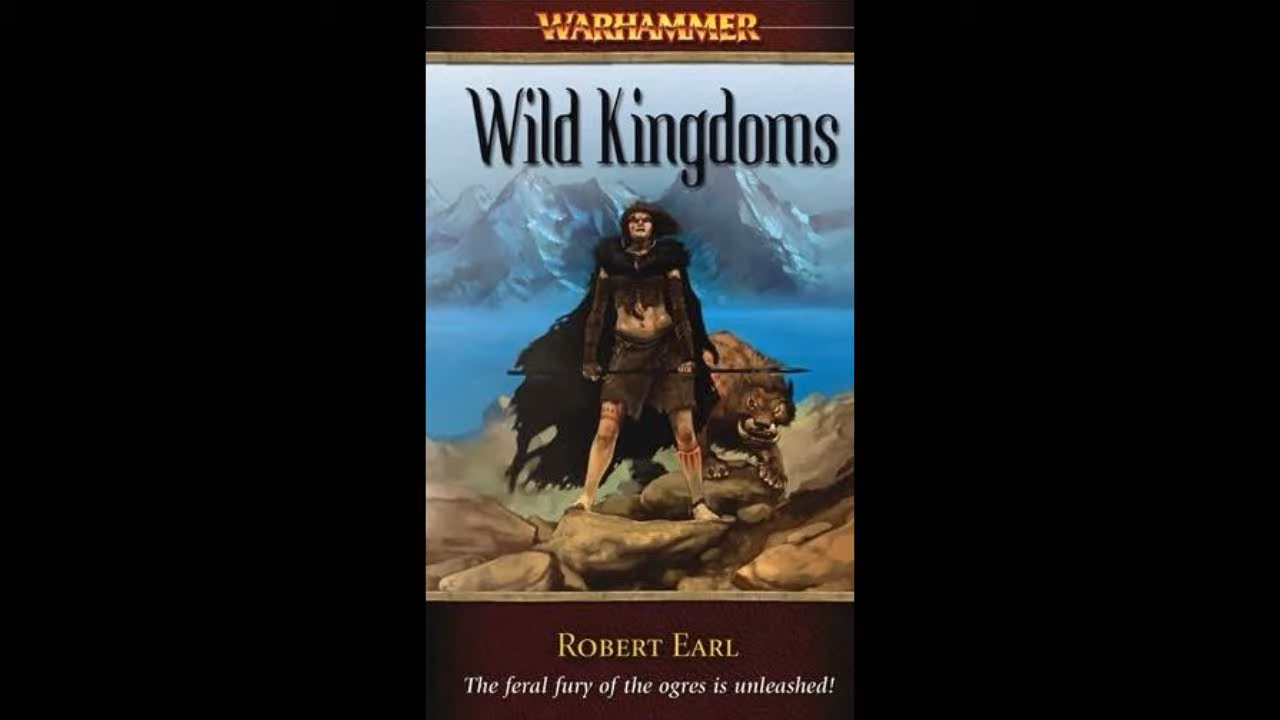 WARHAMMER
Wild Kingdoms
ROBERT EARL
The feral fury of the ogres is unleashed!